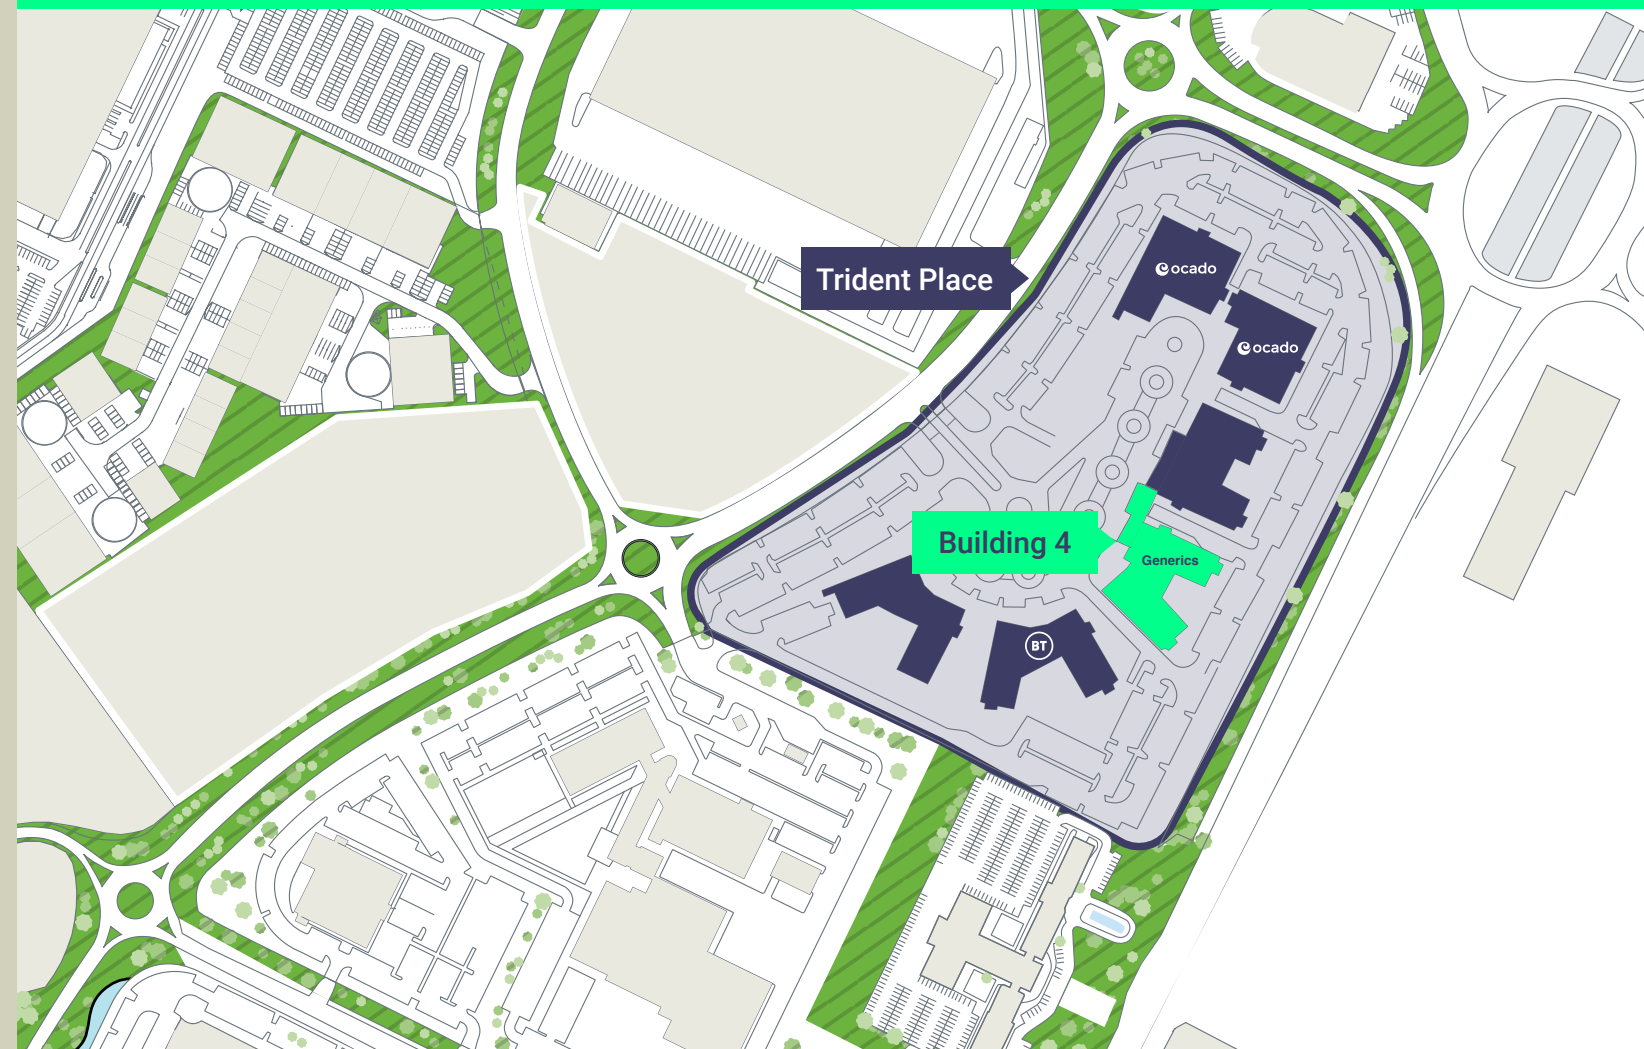 Trident Place
ocado
ocado
Building 4
Generics
BT